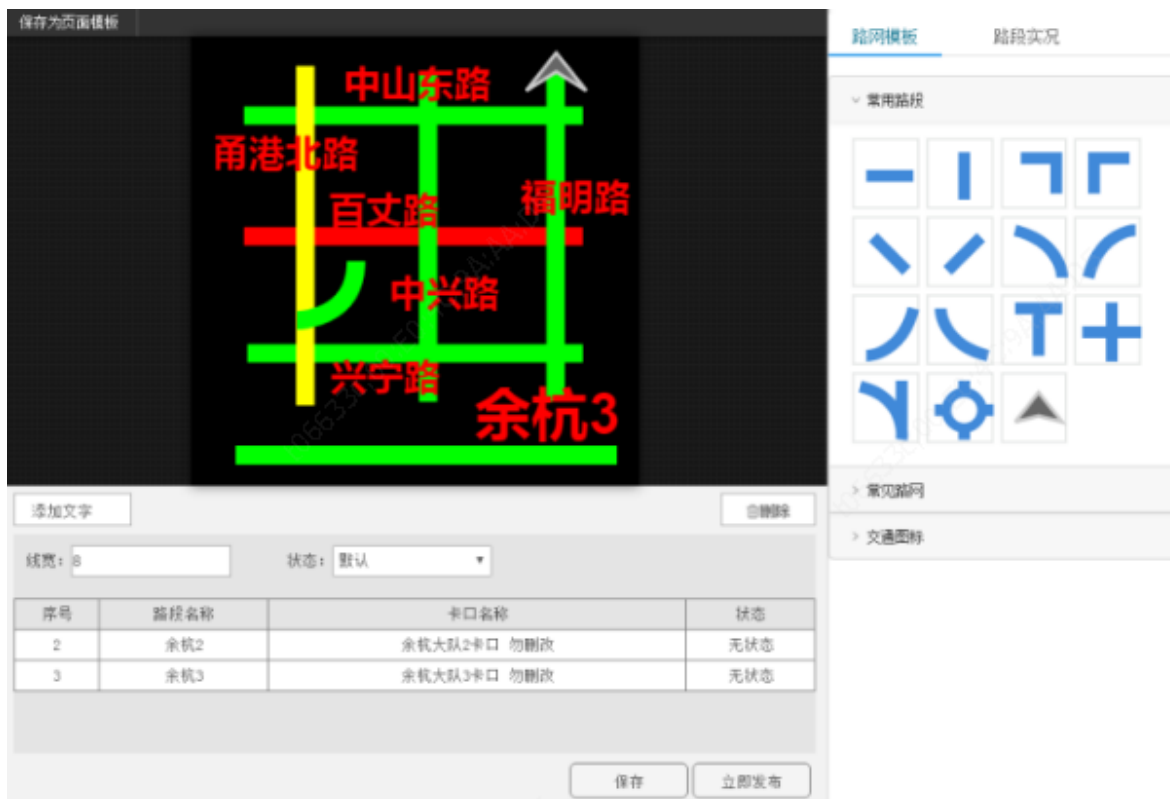 保存为页面模板
路网模板 路段实况
中山东路
常用路段
甬港北路
百丈路 福明路
中兴路
兴宁路
余杭3
常见路网
添加文字 删除
交通图标
线宽: 8 状态: 默认
序号 路段名称 卡口名称 状态
2 余杭2 余杭大队2卡口 勿删改 无状态
3 余杭3 余杭大队3卡口 勿删改 无状态
保存 立即发布